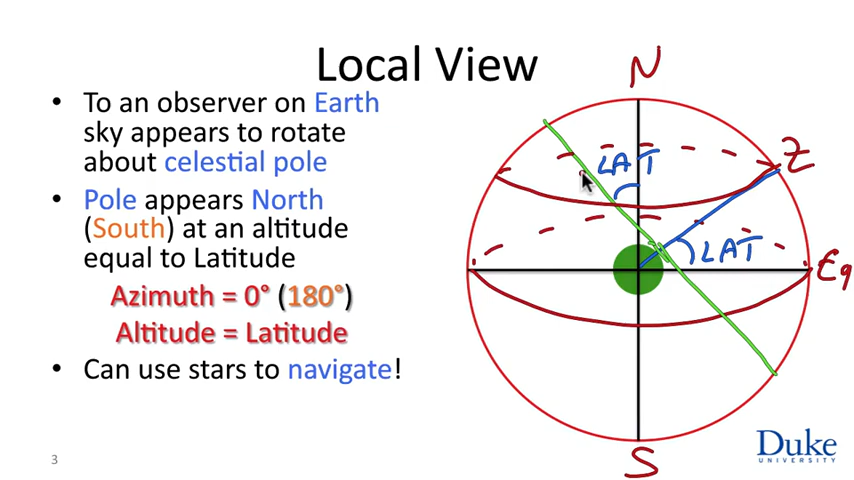 Local View
• To an observer on Earth
sky appears to rotate
about celestial pole
• Pole appears North
(South) at an altitude
equal to Latitude
Azimuth = 0° (180°)
Altitude = Latitude
• Can use stars to navigate!
N
Z
LAT
LAT
Eq
S
3
Duke
UNIVERSITY